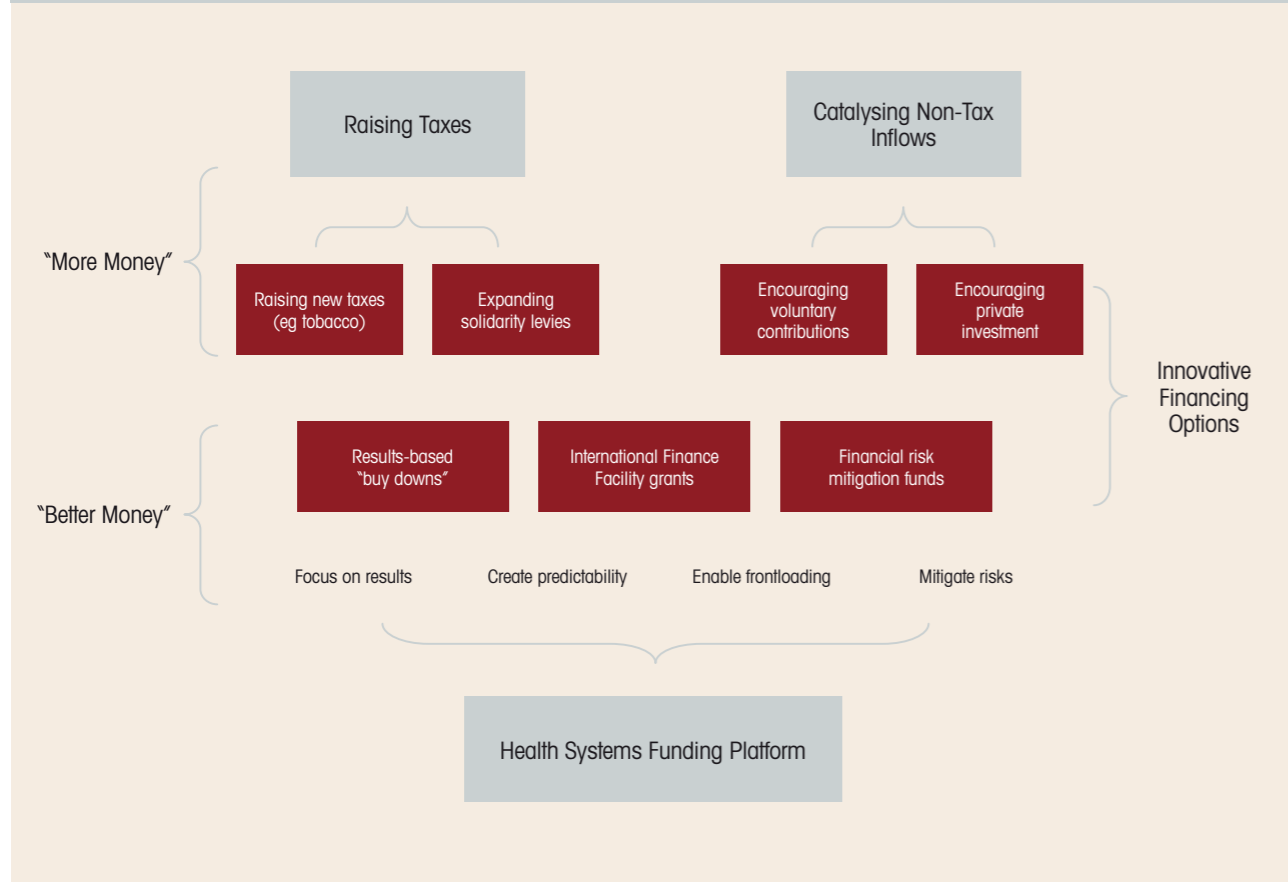 Raising Taxes
Catalysing Non-Tax
Inflows
“More Money”
Raising new taxes
(eg tobacco)
Expanding
solidarity levies
Encouraging
voluntary
contributions
Encouraging
private
investment
Innovative
Financing
Options
“Better Money”
Results-based
“buy downs”
International Finance
Facility grants
Financial risk
mitigation funds
Focus on results
Create predictability
Enable frontloading
Mitigate risks
Health Systems Funding Platform